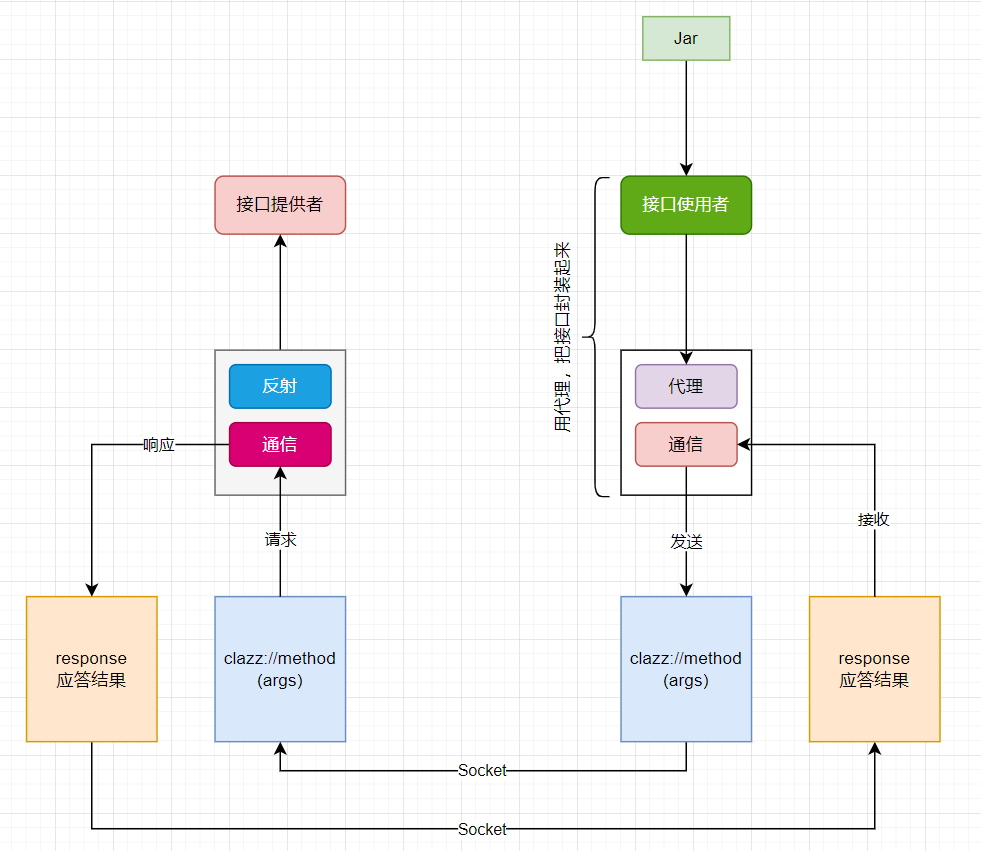 Jar
接口提供者
接口使用者
用代理，把接口封装起来
反射
代理
响应
通信
通信
请求
发送
接收
response
应答结果
clazz://method
(args)
clazz://method
(args)
response
应答结果
Socket
Socket